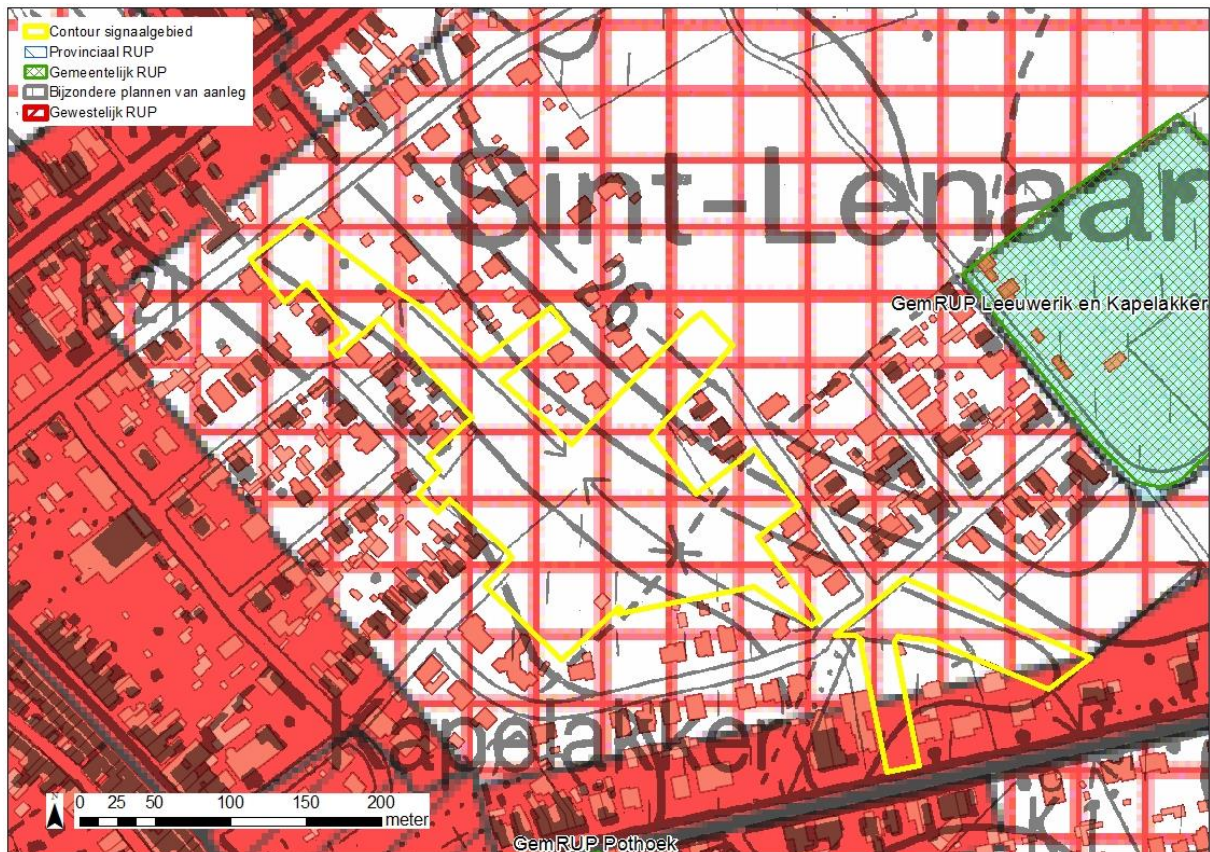 Contour signaalgebied
Provinciaal RUP
Gemeentelijk RUP
Bijzondere plannen van aanleg
Gewestelijk RUP
Sint-Lenaar
26
GemRUP Leeuwerik en Kapelakker
Kapelakker
0 25 50 100 150 200
meter
GemRUP Pothoek